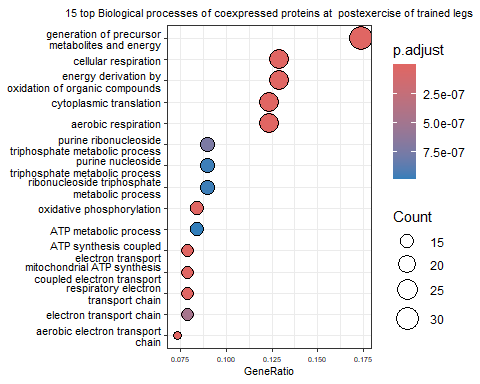 15 top Biological processes of coexpressed proteins at  postexercise of trained legs
generation of precursor
metabolites and energy
cellular respiration
energy derivation by
oxidation of organic compounds
cytoplasmic translation
aerobic respiration
purine ribonucleoside
triphosphate metabolic process
purine nucleoside
triphosphate metabolic process
ribonucleoside triphosphate
metabolic process
oxidative phosphorylation
ATP metabolic process
ATP synthesis coupled
electron transport
mitochondrial ATP synthesis
coupled electron transport
respiratory electron
transport chain
electron transport chain
aerobic electron transport
chain
0.075 0.100 0.125 0.150 0.175
GeneRatio
p.adjust
2.5e-07
5.0e-07
7.5e-07
Count
15
20
25
30